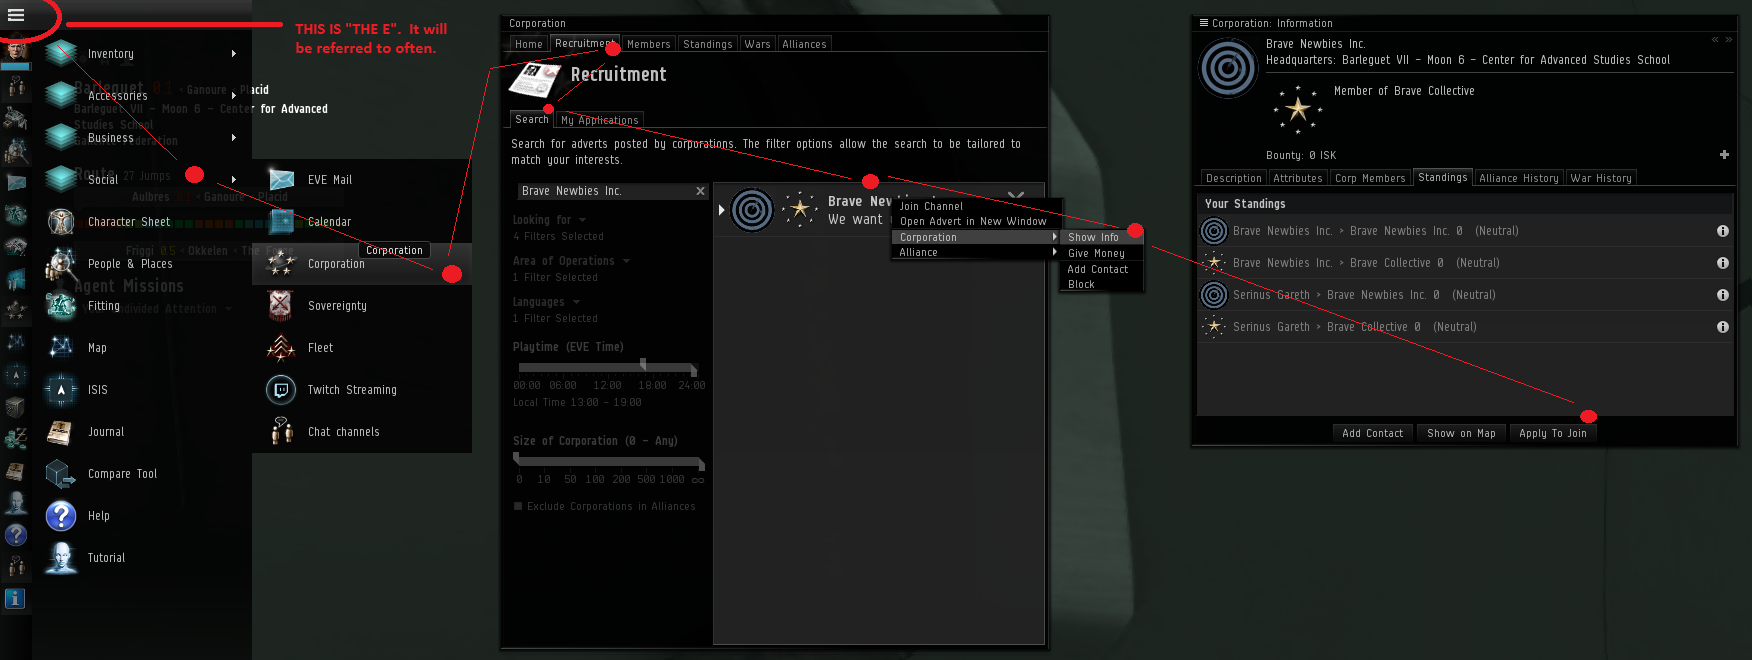 THIS IS "THE E". It will
be referred to often.
Inventory
Accessories
Business
Social
Character Sheet
People & Places
Fitting
Map
ISIS
Journal
Compare Tool
Help
Tutorial
Barleguet 0.1 < Ganoure < Placid
Barleguet VII - Moon 6 - Center for Advanced
Studies School
Route 27 Jumps
Aulbres < Ganoure < Placid
Friggi 0.5 < Okkelen < The Forge
Agent Missions
EVE Mail
Calendar
Corporation
Corporation
Sovereignty
Fleet
Twitch Streaming
Chat channels
Corporation
Home
Recruitment
Members
Standings
Wars
Alliances
Recruitment
Search
My Applications
Search for adverts posted by corporations. The filter options allow the search to be tailored to
match your interests.
Brave Newbies Inc.
Looking for
4 Filters Selected
Area of Operations
1 Filter Selected
Languages
1 Filter Selected
Playtime (EVE Time)
00:00 06:00 12:00 18:00 24:00
Local Time 13:00 - 19:00
Size of Corporation (0 - Any)
0 10 50 100 200 500 1000 ∞
Exclude Corporations in Alliances
Brave New
We want
Join Channel
Open Advert in New Window
Corporation
Alliance
Show Info
Give Money
Add Contact
Block
Corporation: Information
Brave Newbies Inc.
Headquarters: Barleguet VII - Moon 6 - Center for Advanced Studies School
Member of Brave Collective
Bounty: 0 ISK
Description
Attributes
Corp Members
Standings
Alliance History
War History
Your Standings
Brave Newbies Inc. > Brave Newbies Inc. 0 (Neutral)
Brave Newbies Inc. > Brave Collective 0 (Neutral)
Serinus Gareth > Brave Newbies Inc. 0 (Neutral)
Serinus Gareth > Brave Collective 0 (Neutral)
Add Contact
Show on Map
Apply To Join